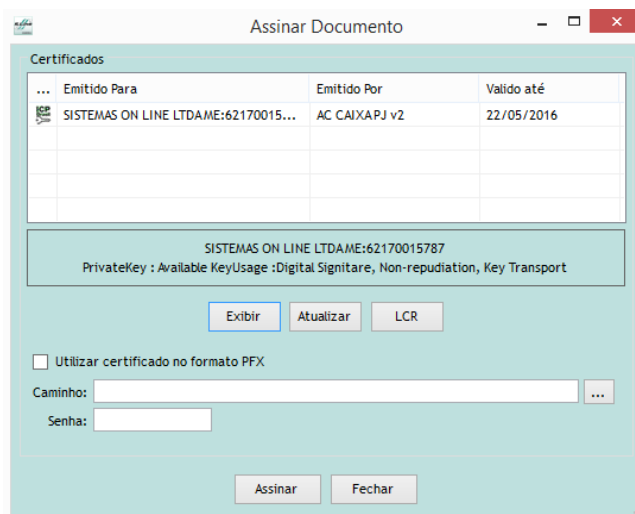 Assinar Documento
Certificados
... Emitido Para Emitido Por Valido até
ICP SISTEMAS ON LINE LTDAME:62170015... AC CAIXAPJ v2 22/05/2016
SISTEMAS ON LINE LTDAME:62170015787
PrivateKey : Available KeyUsage :Digital Signitare, Non-repudiation, Key Transport
Exibir Atualizar LCR
Utilizar certificado no formato PFX
Caminho: ...
Senha:
Assinar Fechar